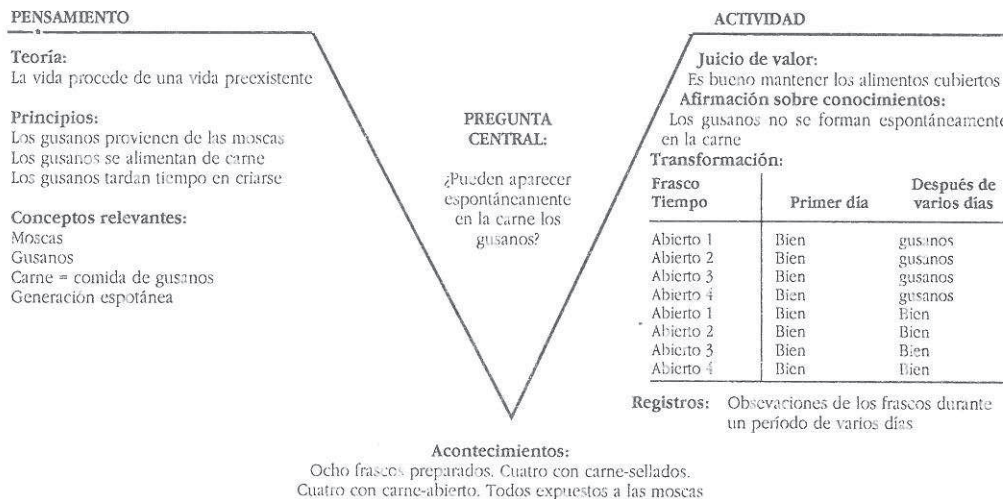 PENSAMIENTO
Teoría:
La vida procede de una vida preexistente
Principios:
Los gusanos provienen de las moscas
Los gusanos se alimentan de carne
Los gusanos tardan tiempo en criarse
Conceptos relevantes:
Moscas
Gusanos
Carne = comida de gusanos
Generación espotánea
PREGUNTA
CENTRAL:
¿Pueden aparecer
espontáneamente
en la carne los
gusanos?
ACTIVIDAD
Juicio de valor:
Es bueno mantener los alimentos cubiertos
Afirmación sobre conocimientos:
Los gusanos no se forman espontáneamente
en la carne
Transformación:
Frasco
Tiempo Primer día Después de
varios días
Abierto 1 Bien gusanos
Abierto 2 Bien gusanos
Abierto 3 Bien gusanos
Abierto 4 Bien gusanos
Abierto 1 Bien Bien
Abierto 2 Bien Bien
Abierto 3 Bien Bien
Abierto 4 Bien Bien
Registros: Obsevaciones de los frascos durante
un período de varios días
Acontecimientos:
Ocho frascos preparados. Cuatro con carne-sellados.
Cuatro con carne-abierto. Todos expuestos a las moscas